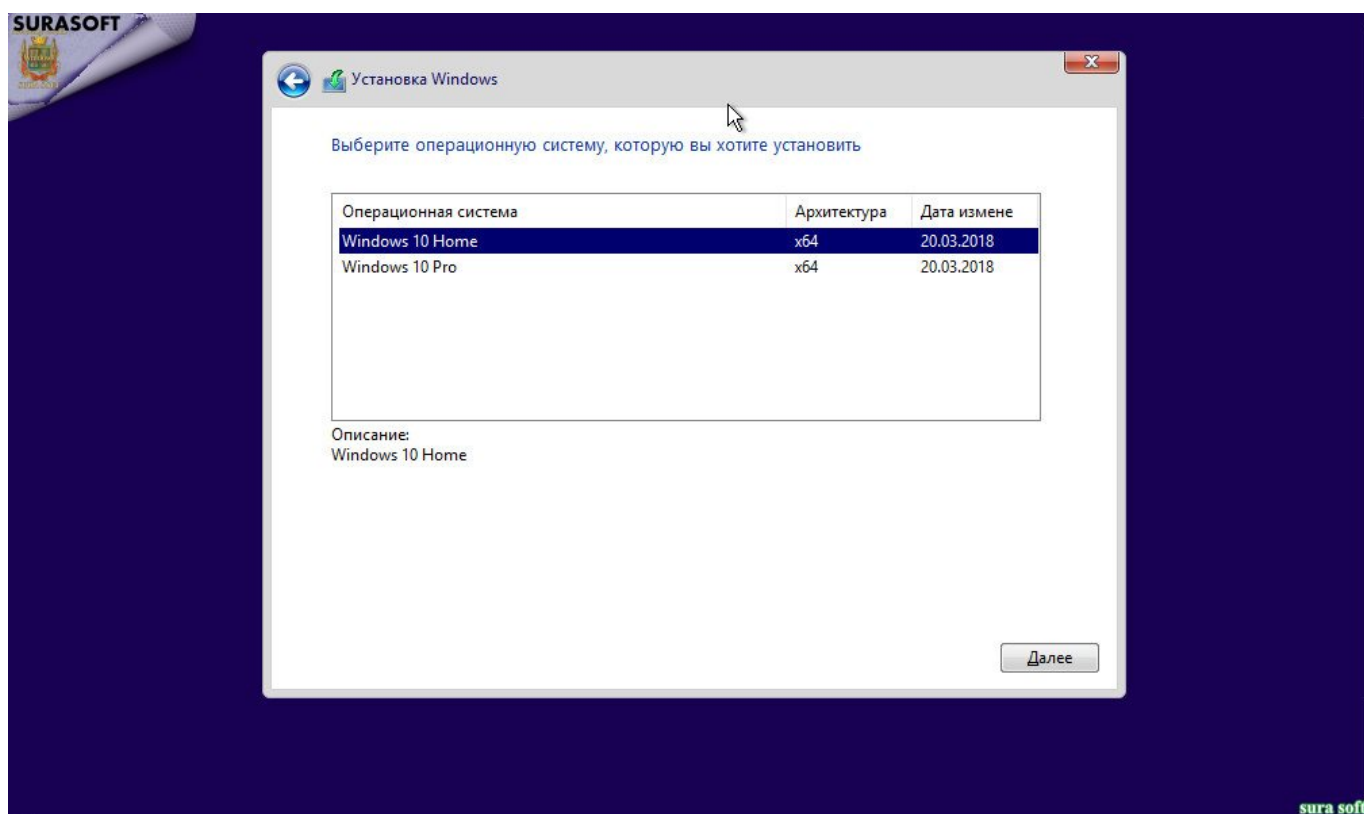 SURASOFT
Установка Windows
Выберите операционную систему, которую вы хотите установить
Операционная система Архитектура Дата измене
Windows 10 Home x64 20.03.2018
Windows 10 Pro x64 20.03.2018
Описание:
Windows 10 Home
Далее
sura soft